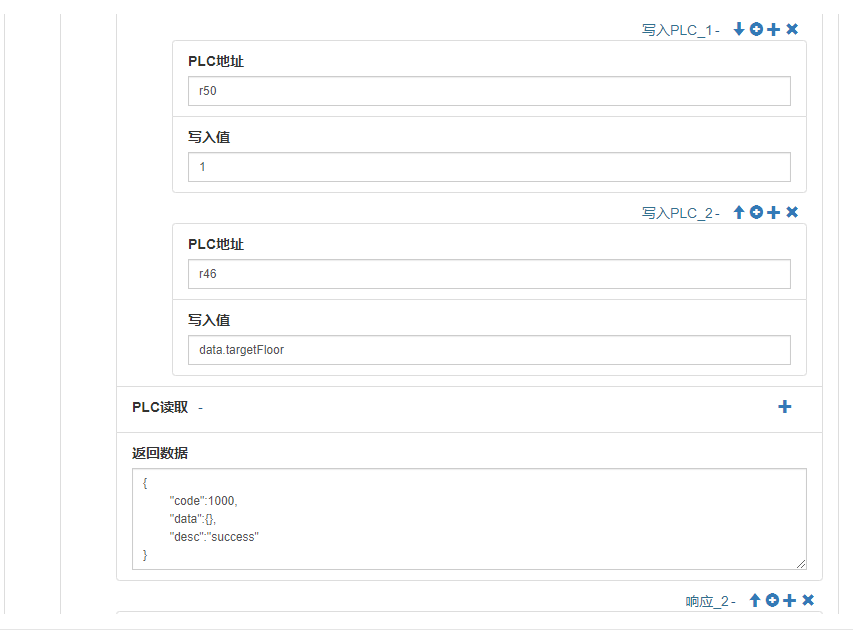 写入PLC_1-
PLC地址
r50
写入值
1
写入PLC_2-
PLC地址
r46
写入值
data.targetFloor
PLC读取 -
返回数据
{
"code":1000,
"data":{},
"desc":"success"
}
响应_2-